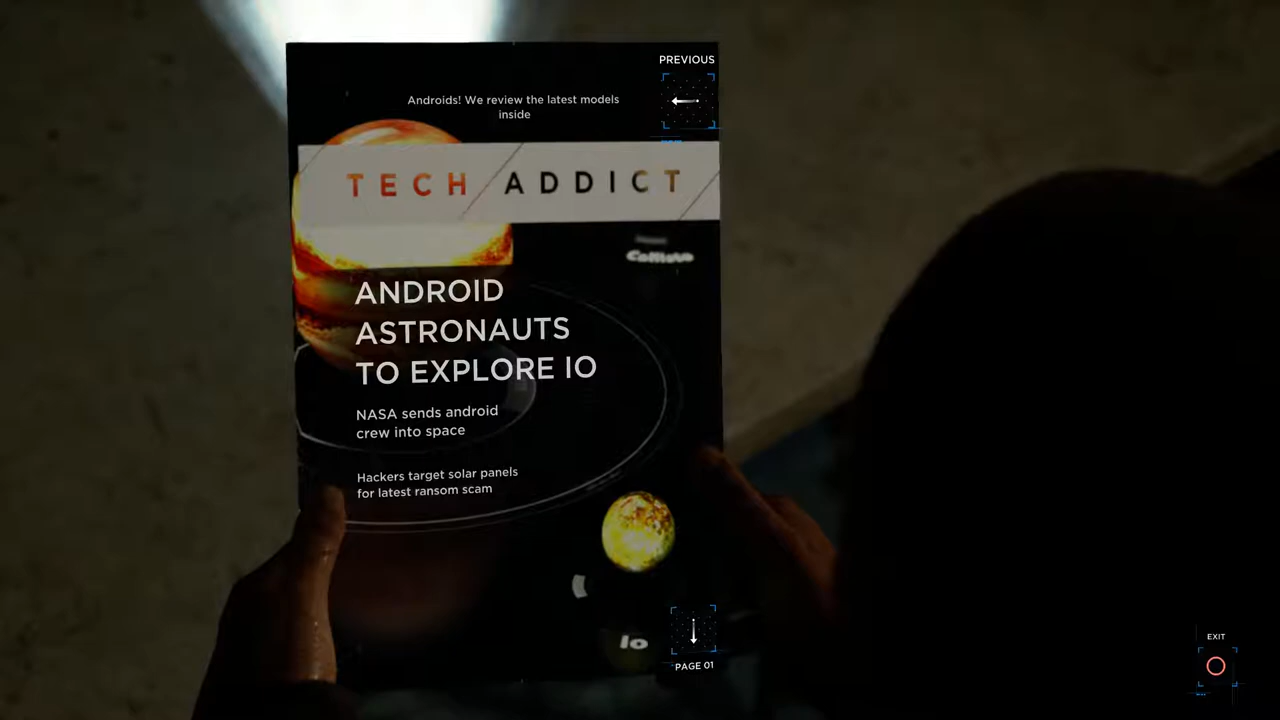 PREVIOUS
Androids! We review the latest models
inside
TECH ADDICT
ANDROID
ASTRONAUTS
TO EXPLORE IO
NASA sends android
crew into space
Hackers target solar panels
for latest ransom scam
Io
PAGE 01
EXIT